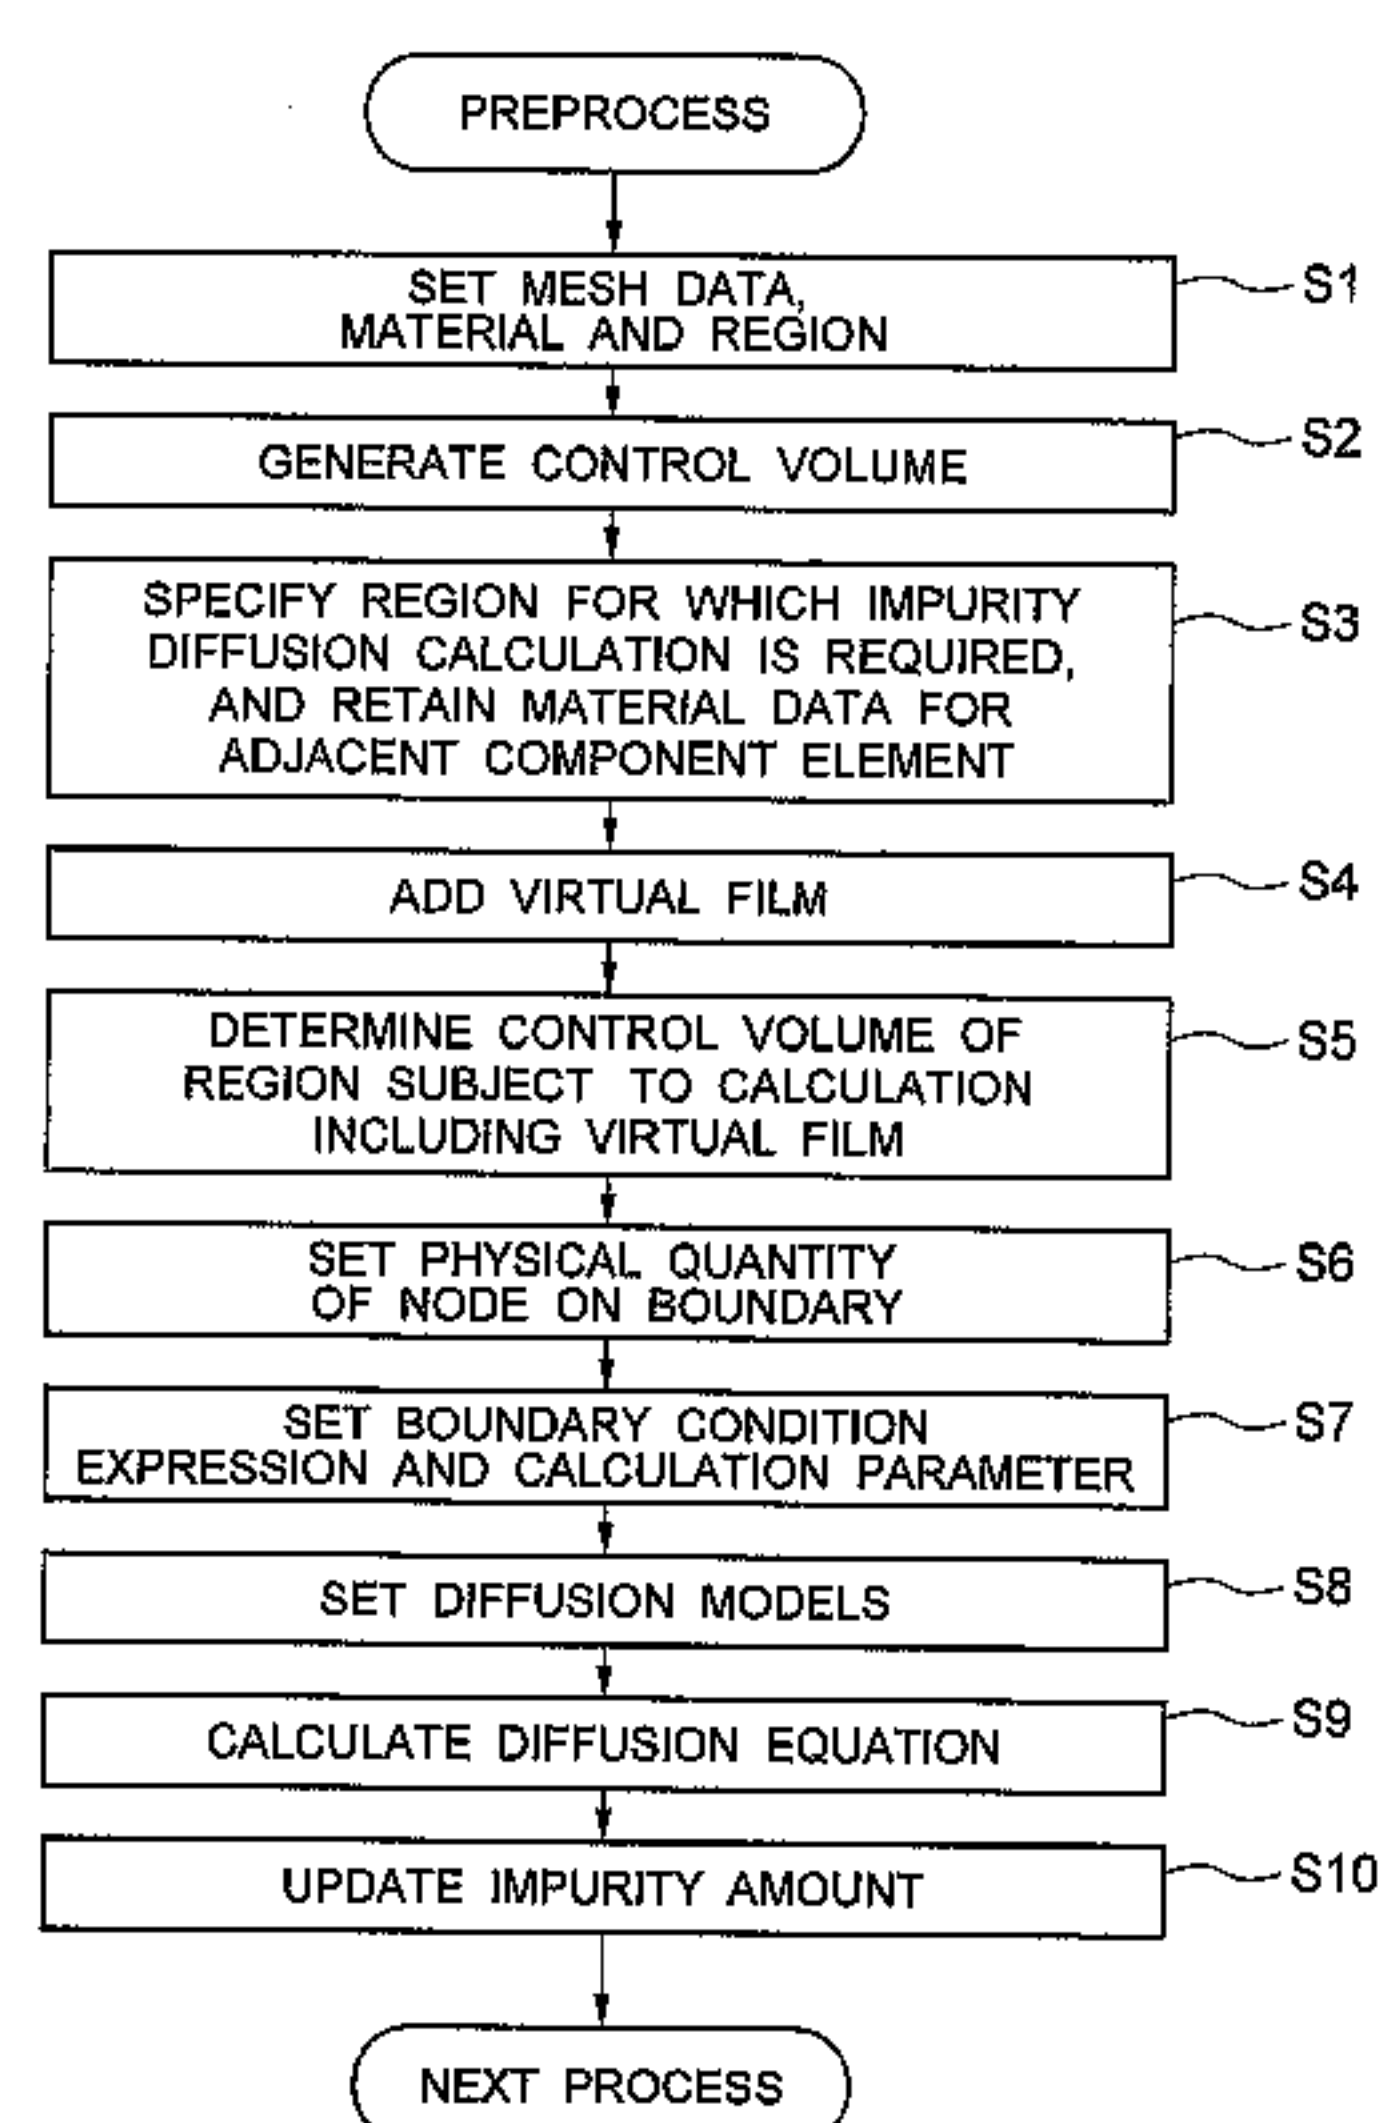 PREPROCESS
SET MESH DATA,
MATERIAL AND REGION
S1
GENERATE CONTROL VOLUME
S2
SPECIFY REGION FOR WHICH IMPURITY
DIFFUSION CALCULATION IS REQUIRED,
AND RETAIN MATERIAL DATA FOR
ADJACENT COMPONENT ELEMENT
S3
ADD VIRTUAL FILM
S4
DETERMINE CONTROL VOLUME OF
REGION SUBJECT TO CALCULATION
INCLUDING VIRTUAL FILM
S5
SET PHYSICAL QUANTITY
OF NODE ON BOUNDARY
S6
SET BOUNDARY CONDITION
EXPRESSION AND CALCULATION PARAMETER
S7
SET DIFFUSION MODELS
S8
CALCULATE DIFFUSION EQUATION
S9
UPDATE IMPURITY AMOUNT
S10
NEXT PROCESS